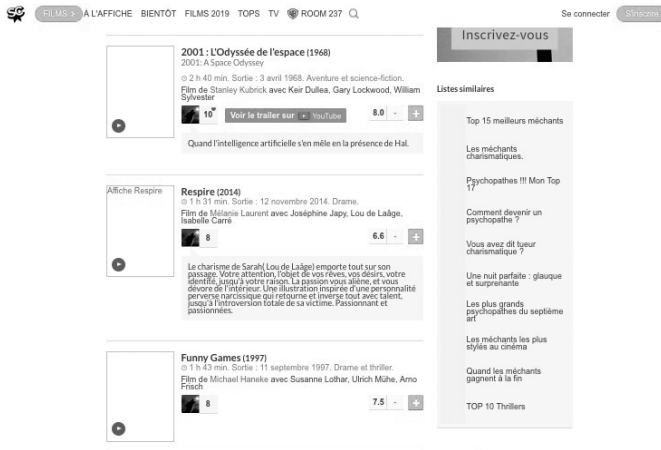 SC FILMS > À L'AFFICHE BIENTÔT FILMS 2019 TOPS TV ROOM 237 Se connecter S'inscrire
Inscrivez-vous
2001 : L'Odyssée de l'espace (1968)
2001: A Space Odyssey
2 h 40 min. Sortie : 3 avril 1968. Aventure et science-fiction.
Film de Stanley Kubrick avec Keir Dullea, Gary Lockwood, William
Sylvester
10 Voir le trailer sur YouTube 8.0 - +
Quand l'intelligence artificielle s'en mêle en la présence de Hal.
Affiche Respire
Respire (2014)
1 h 31 min. Sortie : 12 novembre 2014. Drame.
Film de Mélanie Laurent avec Joséphine Japy, Lou de Laâge,
Isabelle Carré
8 6.6 - +
Le charisme de Sarah( Lou de Laâge) emporte tout sur son
passage. Votre attention, l'objet de vos rêves, vos désirs, votre
identité, jusqu'à votre raison. La passion vous aliène, et vous
dévore de l'intérieur. Une illustration inspirée d'une personnalité
perverse narcissique qui retourne et inverse tout avec talent,
jusqu'à l'introversion totale de sa victime. Passionnant et
passionnées.
Funny Games (1997)
1 h 43 min. Sortie : 11 septembre 1997. Drame et thriller.
Film de Michael Haneke avec Susanne Lothar, Ulrich Mühe, Arno
Frisch
8 7.5 - +
Listes similaires
Top 15 meilleurs méchants
Les méchants
charismatiques.
Psychopathes !!! Mon Top
17
Comment devenir un
psychopathe ?
Vous avez dit tueur
charismatique ?
Une nuit parfaite : glauque
et surprenante
Les plus grands
psychopathes du septième
art
Les méchants les plus
stylés au cinéma
Quand les méchants
gagnent à la fin
TOP 10 Thrillers